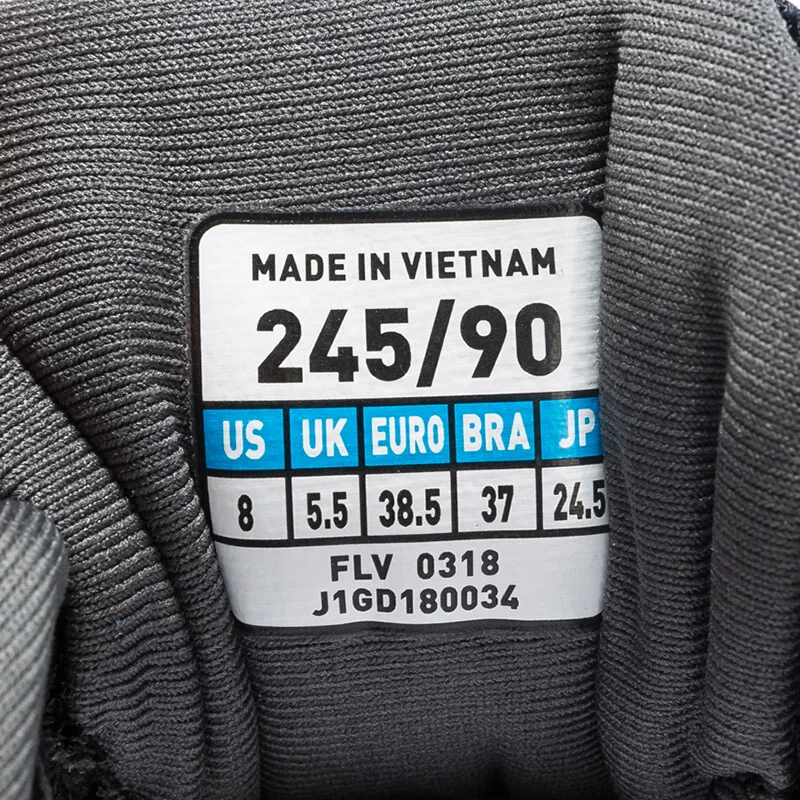 MADE IN VIETNAM
245/90
US UK EURO BRA JP
8 5.5 38.5 37 24.5
FLV 0318
J1GD180034